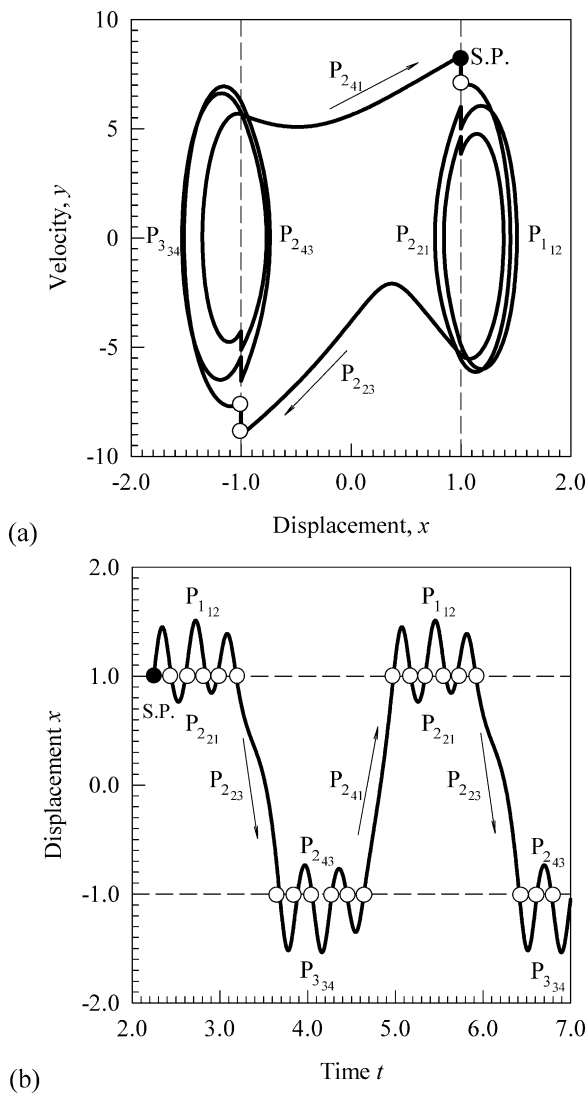 10
S.P.
P₂₄₁
5
Velocity, y
0
P₃₃₄
P₂₄₃
P₂₂₁
P₁₁₂
-5
P₂₂₃
-10
-2.0 -1.0 0.0 1.0 2.0
(a)
Displacement, x
2.0
P₁₁₂ P₁₁₂
1.0
S.P.
P₂₂₁ P₂₂₁
Displacement x
P₂₂₃ P₂₄₁ P₂₂₃
0.0
P₂₄₃ P₂₄₃
-1.0
P₃₃₄ P₃₃₄
-2.0
2.0 3.0 4.0 5.0 6.0 7.0
(b)
Time t